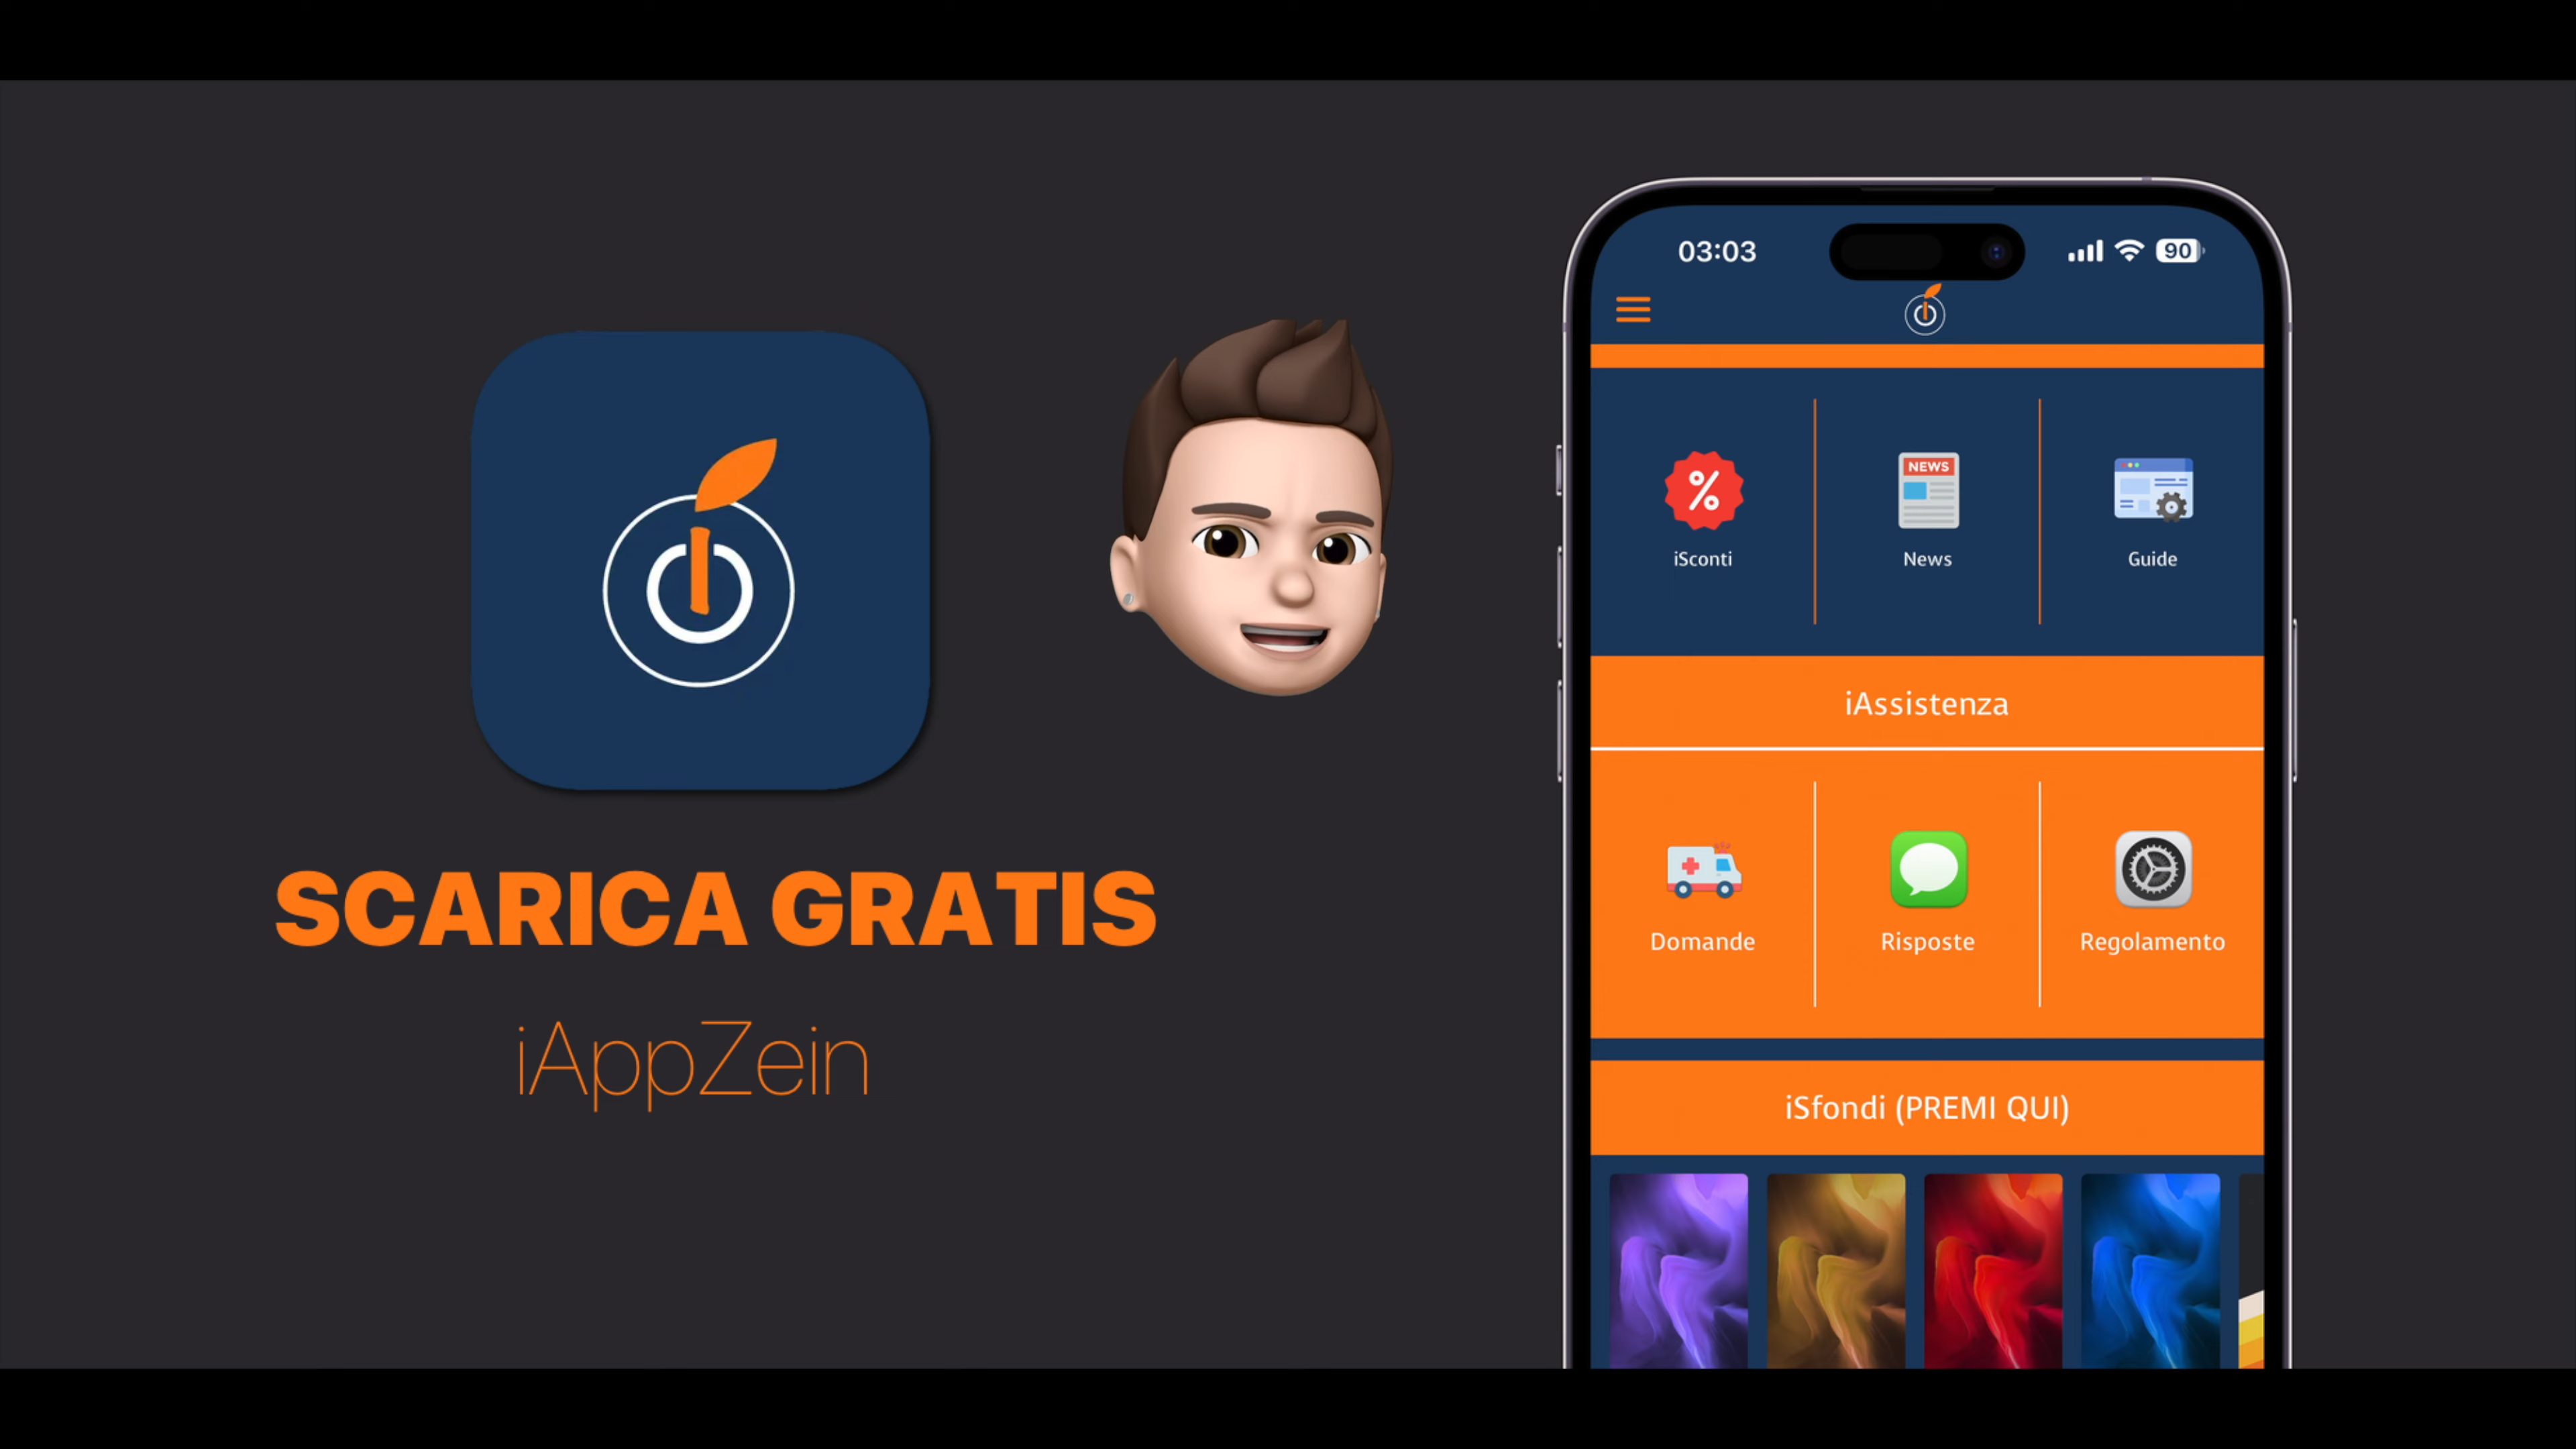 SCARICA GRATIS
iAppZein
03:03
90
NEWS
iSconti
News
Guide
iAssistenza
Domande
Risposte
Regolamento
iSfondi (PREMI QUI)